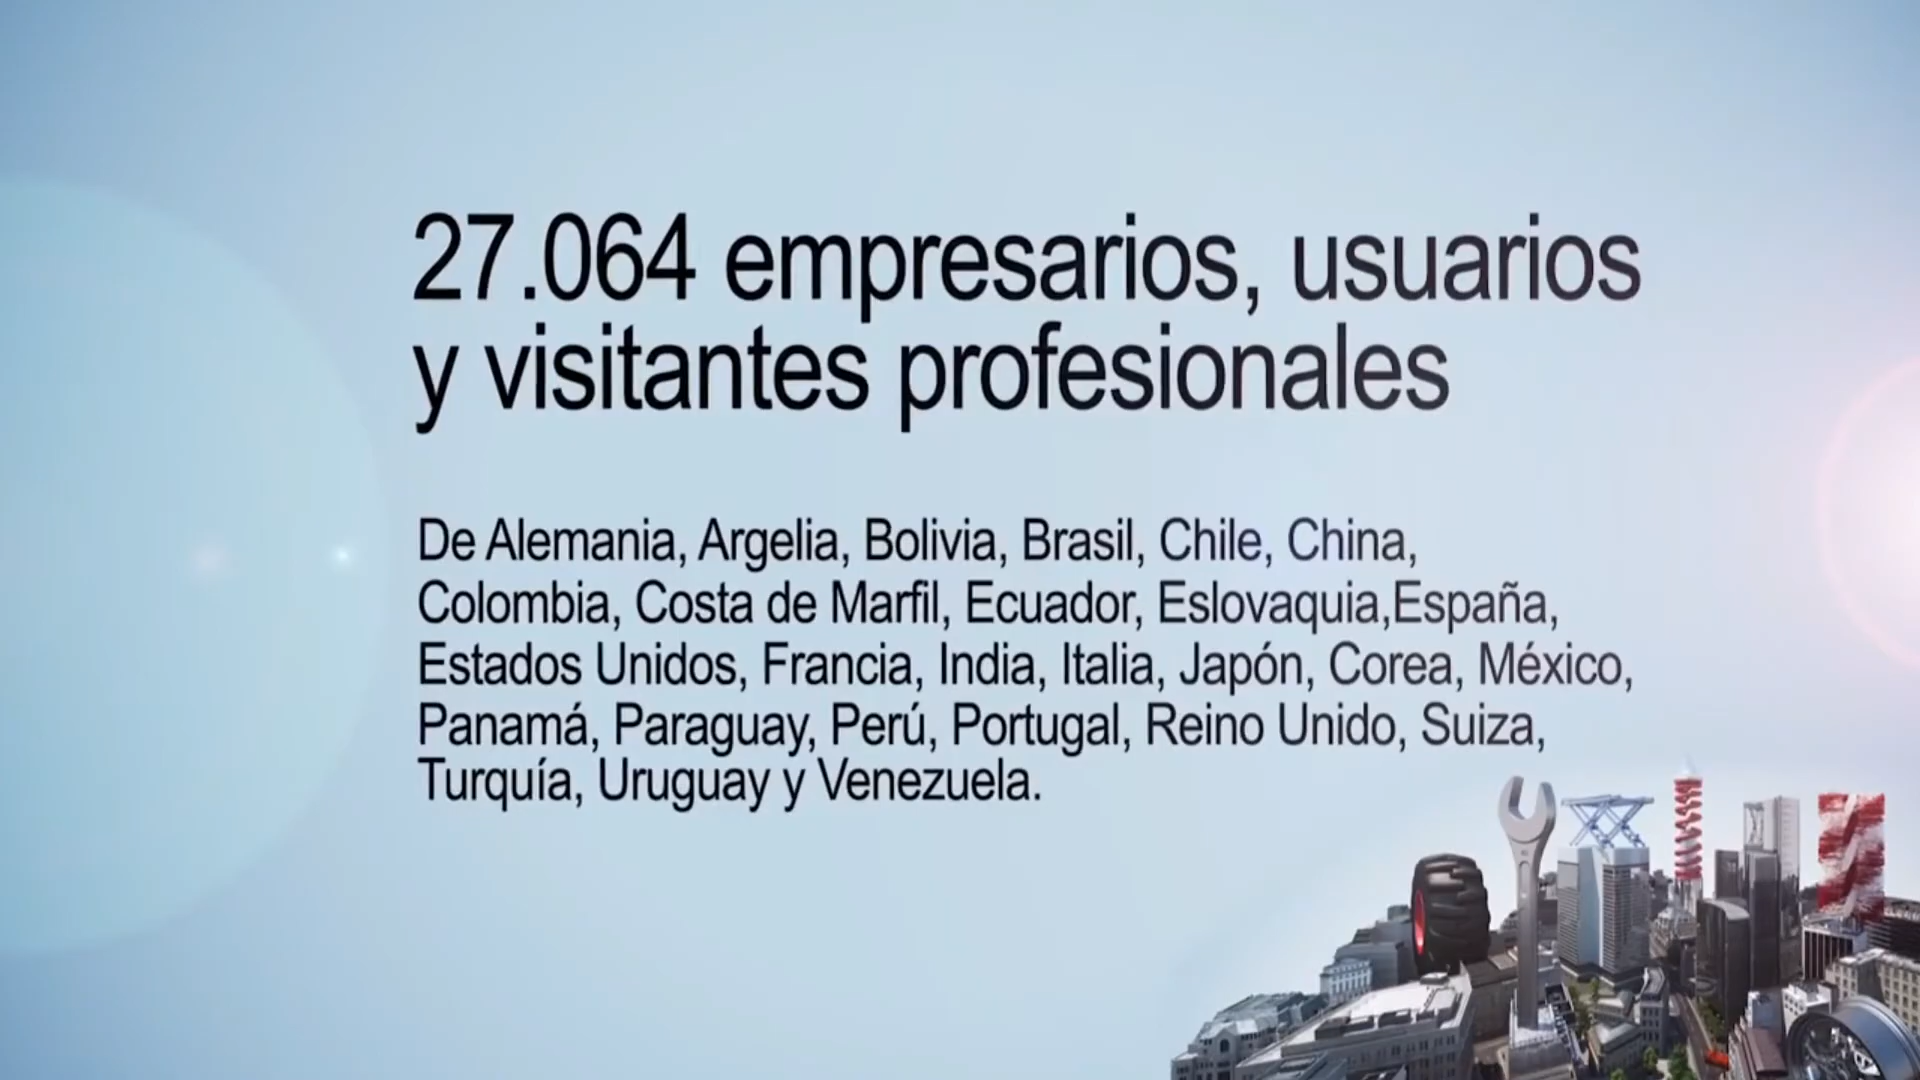 27.064 empresarios, usuarios
y visitantes profesionales
De Alemania, Argelia, Bolivia, Brasil, Chile, China,
Colombia, Costa de Marfil, Ecuador, Eslovaquia,España,
Estados Unidos, Francia, India, Italia, Japón, Corea, México,
Panamá, Paraguay, Perú, Portugal, Reino Unido, Suiza,
Turquía, Uruguay y Venezuela.